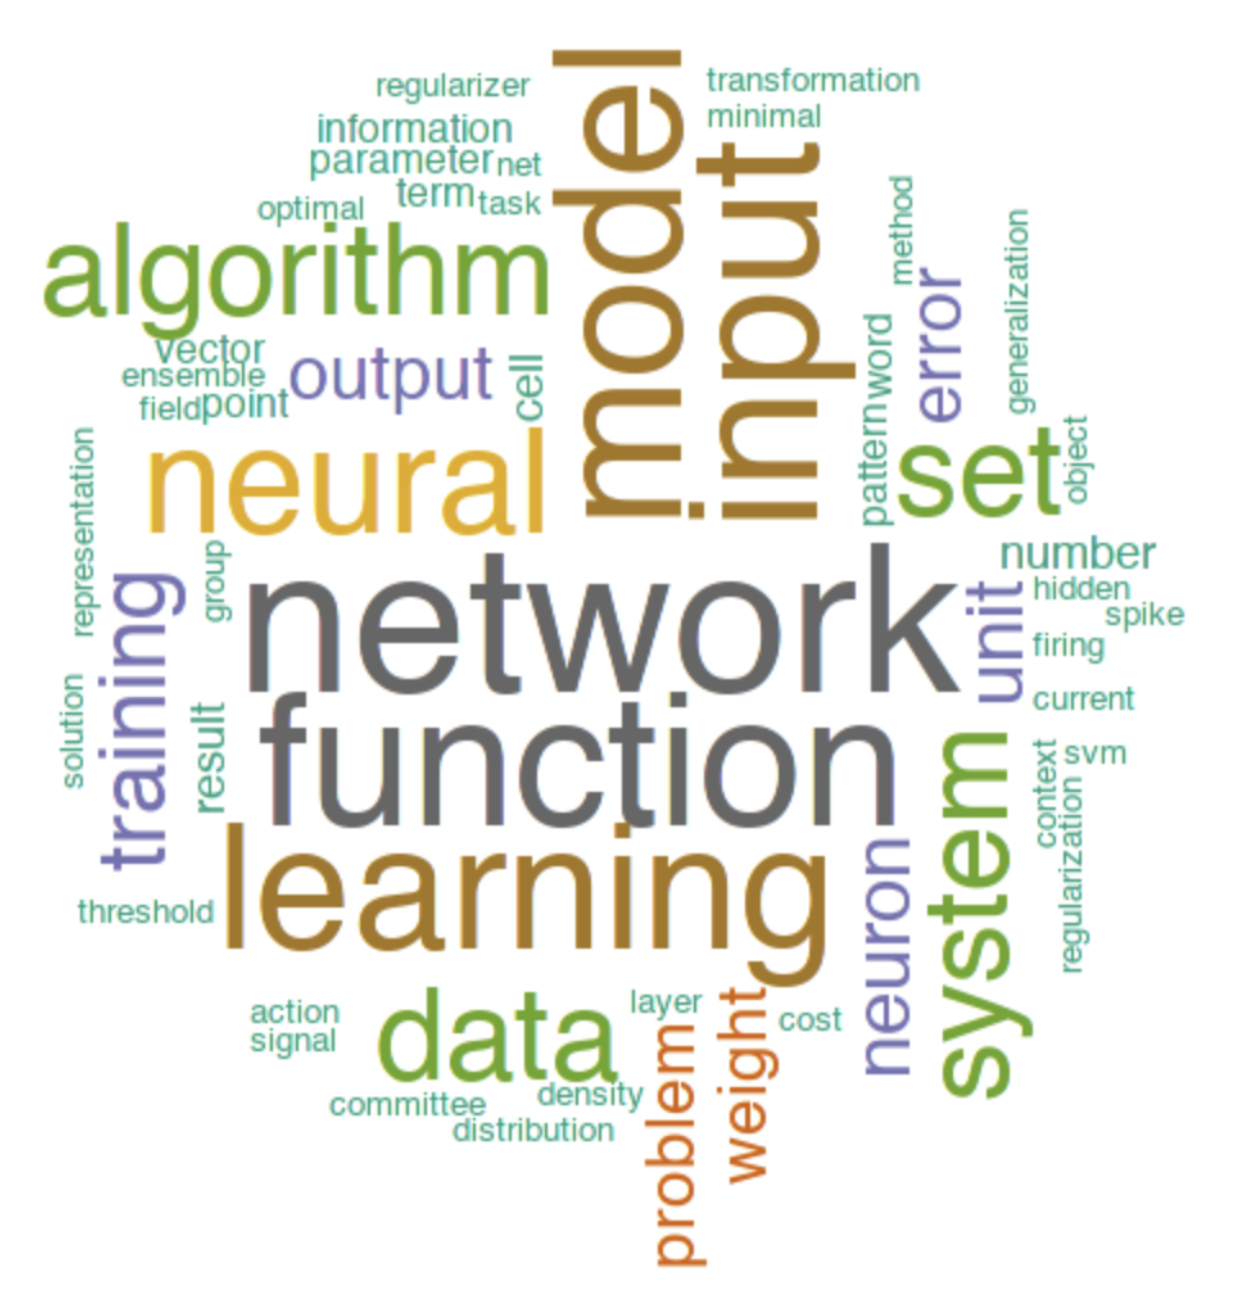 model
regularizer
transformation
information
minimal
parameter
net
input
term
task
optimal
method
algorithm
generalization
error
vector
output
cell
word
ensemble
field
point
pattern
neural
set
object
representation
group
network
number
training
unit
hidden
spike
firing
solution
result
function
current
system
context
svm
regularization
learning
neuron
threshold
action
signal
data
layer
weight
cost
problem
committee
density
distribution